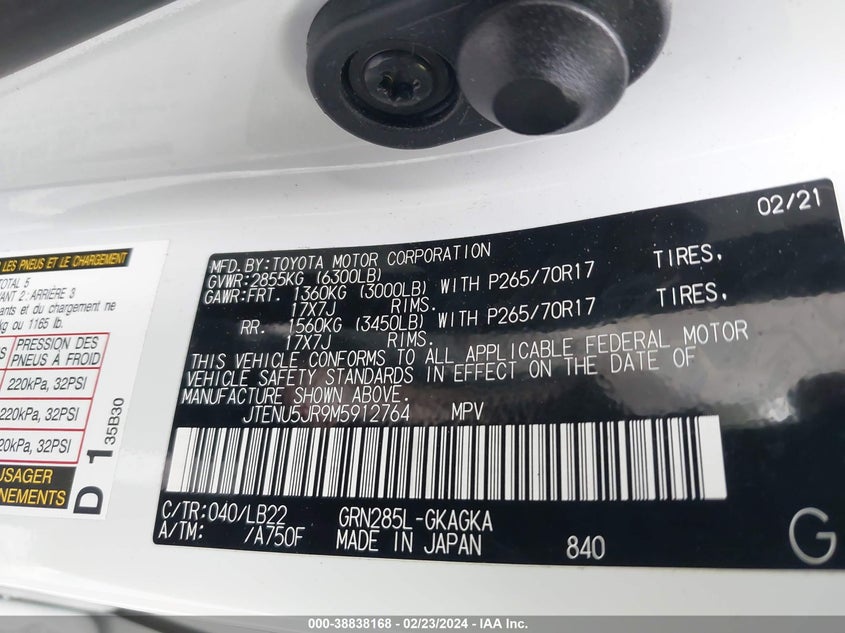 02/21
MFD. BY: TOYOTA MOTOR CORPORATION
GVWR: 2855KG (6300LB)
GAWR: FRT. 1360KG (3000LB) WITH P265/70R17 TIRES,
17X7J RIMS.
RR. 1560KG (3450LB) WITH P265/70R17 TIRES,
17X7J RIMS.
THIS VEHICLE CONFORMS TO ALL APPLICABLE FEDERAL MOTOR
VEHICLE SAFETY STANDARDS IN EFFECT ON THE DATE OF
MANUFACTURE SHOWN ABOVE.
JTENU5JR9M5912764 MPV
C/TR: 040/LB22 GRN285L-GKAGKA
A/TM: /A750F MADE IN JAPAN 840
G
LES PNEUS ET LE CHARGEMENT
TOTAL 5
ARRIÈRE 3
et du chargement ne
kg ou 1165 lb.
PRESSION DES
PNEUS À FROID
220kPa, 32PSI
220kPa, 32PSI
32PSI
D 1 35B30
000-38838168 - 02/23/2024 - IAA Inc.